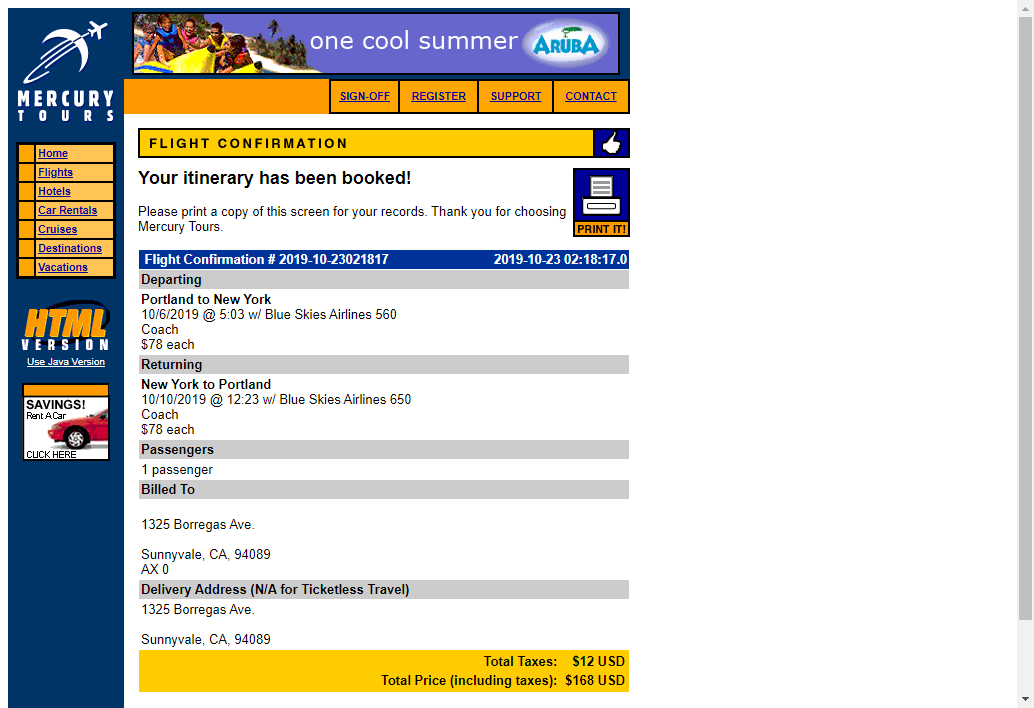 one cool summer
ARUBA
MERCURY
TOURS
SIGN-OFF
REGISTER
SUPPORT
CONTACT
Home
Flights
Hotels
Car Rentals
Cruises
Destinations
Vacations
HTML
VERSION
Use Java Version
SAVINGS!
Rent A Car
CLICK HERE
FLIGHT CONFIRMATION
Your itinerary has been booked!
Please print a copy of this screen for your records. Thank you for choosing
Mercury Tours.
PRINT IT!
Flight Confirmation # 2019-10-23021817 2019-10-23 02:18:17.0
Departing
Portland to New York
10/6/2019 @ 5:03 w/ Blue Skies Airlines 560
Coach
$78 each
Returning
New York to Portland
10/10/2019 @ 12:23 w/ Blue Skies Airlines 650
Coach
$78 each
Passengers
1 passenger
Billed To
1325 Borregas Ave.
Sunnyvale, CA, 94089
AX 0
Delivery Address (N/A for Ticketless Travel)
1325 Borregas Ave.
Sunnyvale, CA, 94089
Total Taxes: $12 USD
Total Price (including taxes): $168 USD